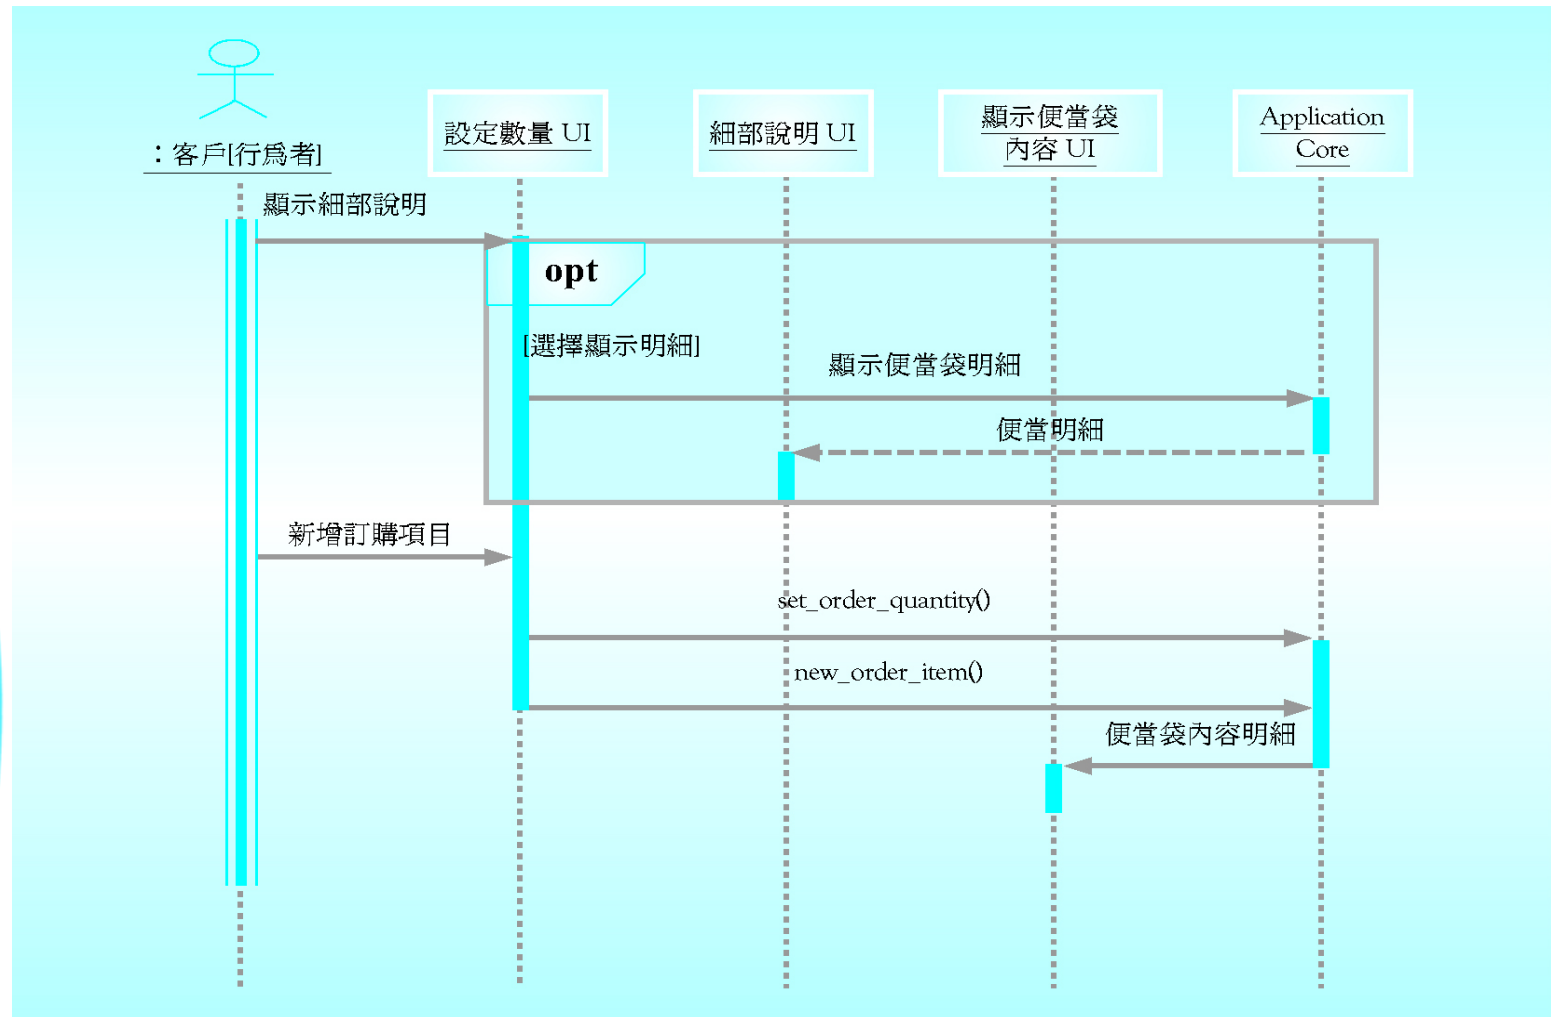 ：客戶[行爲者]
設定數量 UI
細部說明 UI
顯示便當袋
內容 UI
Application
Core
顯示細部說明
opt
[選擇顯示明細]
顯示便當袋明細
便當明細
新增訂購項目
set_order_quantity()
new_order_item()
便當袋內容明細